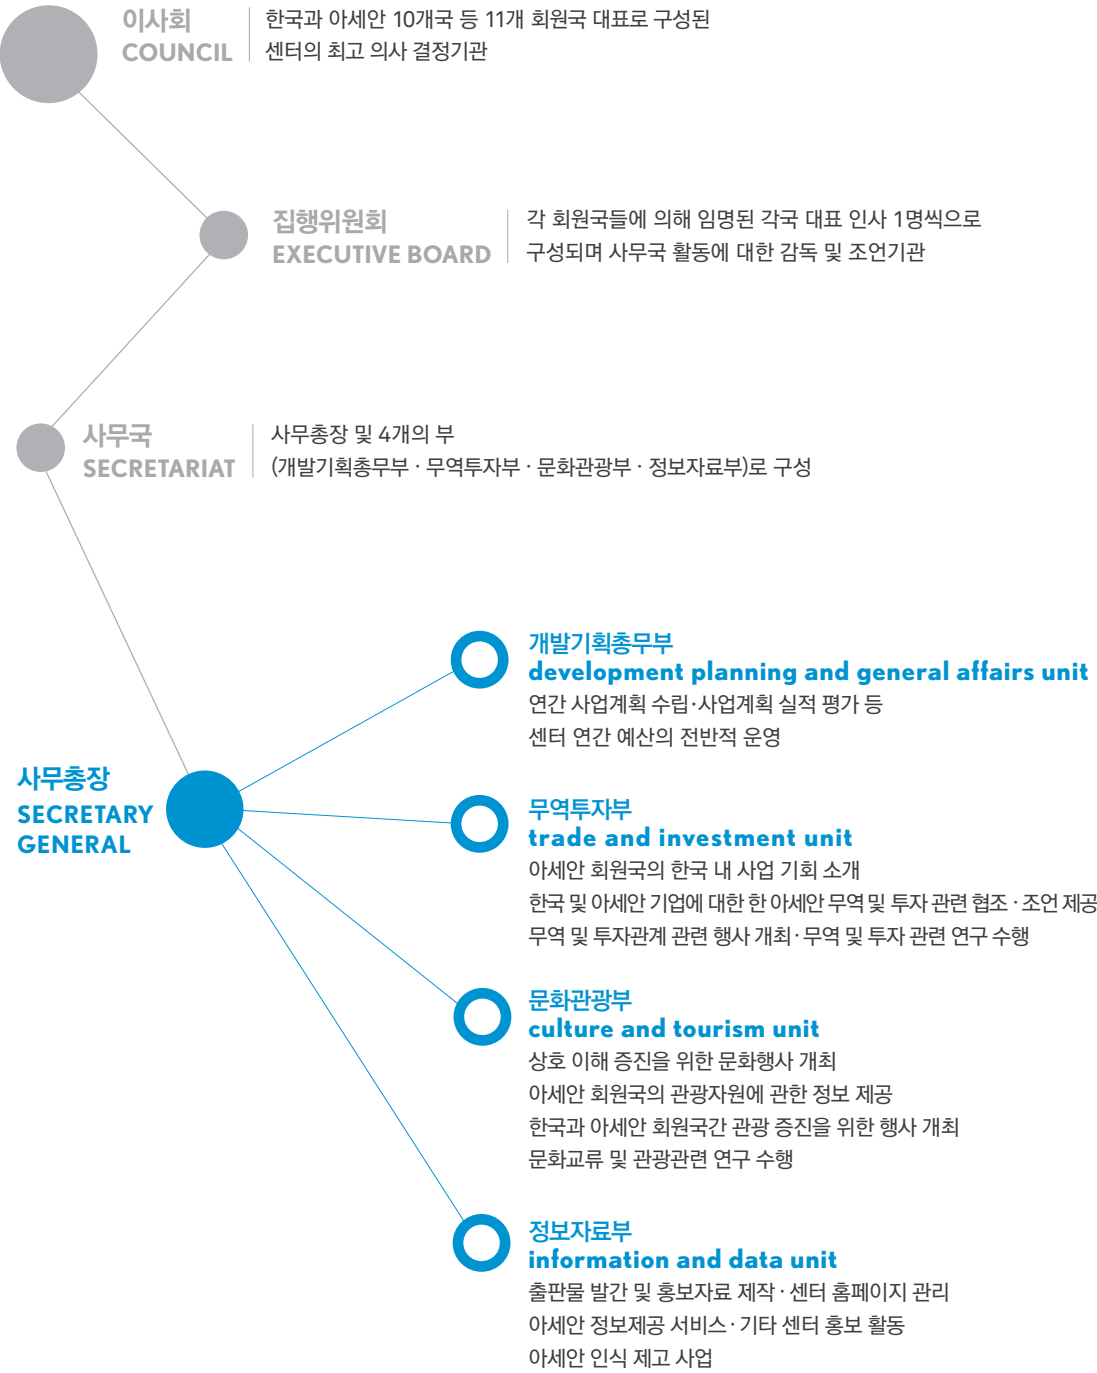 이사회
COUNCIL
한국과 아세안 10개국 등 11개 회원국 대표로 구성된
센터의 최고 의사 결정기관
집행위원회
EXECUTIVE BOARD
각 회원국들에 의해 임명된 각국 대표 인사 1명씩으로
구성되며 사무국 활동에 대한 감독 및 조언기관
사무국
SECRETARIAT
사무총장 및 4개의 부
(개발기획총무부 · 무역투자부 · 문화관광부 · 정보자료부)로 구성
사무총장
SECRETARY
GENERAL
개발기획총무부
development planning and general affairs unit
연간 사업계획 수립·사업계획 실적 평가 등
센터 연간 예산의 전반적 운영
무역투자부
trade and investment unit
아세안 회원국의 한국 내 사업 기회 소개
한국 및 아세안 기업에 대한 한 아세안 무역 및 투자 관련 협조 · 조언 제공
무역 및 투자관계 관련 행사 개최 · 무역 및 투자 관련 연구 수행
문화관광부
culture and tourism unit
상호 이해 증진을 위한 문화행사 개최
아세안 회원국의 관광자원에 관한 정보 제공
한국과 아세안 회원국간 관광 증진을 위한 행사 개최
문화교류 및 관광관련 연구 수행
정보자료부
information and data unit
출판물 발간 및 홍보자료 제작 · 센터 홈페이지 관리
아세안 정보제공 서비스 · 기타 센터 홍보 활동
아세안 인식 제고 사업